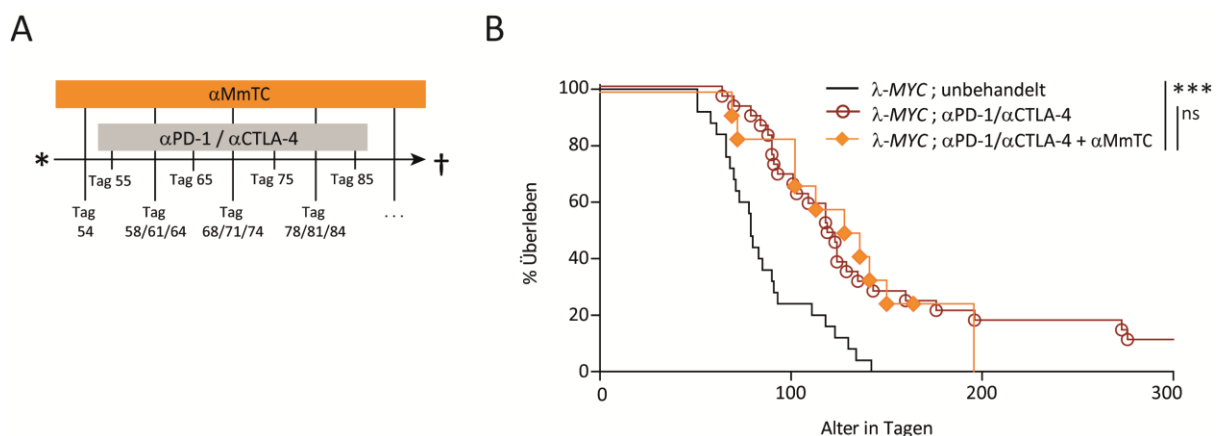 A
αMmTC
αPD-1 / αCTLA-4
*
†
Tag 55
Tag 65
Tag 75
Tag 85
Tag
54
Tag
58/61/64
Tag
68/71/74
Tag
78/81/84
...
B
% Überleben
100
80
60
40
20
0
λ-MYC ; unbehandelt
λ-MYC ; αPD-1/αCTLA-4
λ-MYC ; αPD-1/αCTLA-4 + αMmTC
***
ns
0
100
200
300
Alter in Tagen